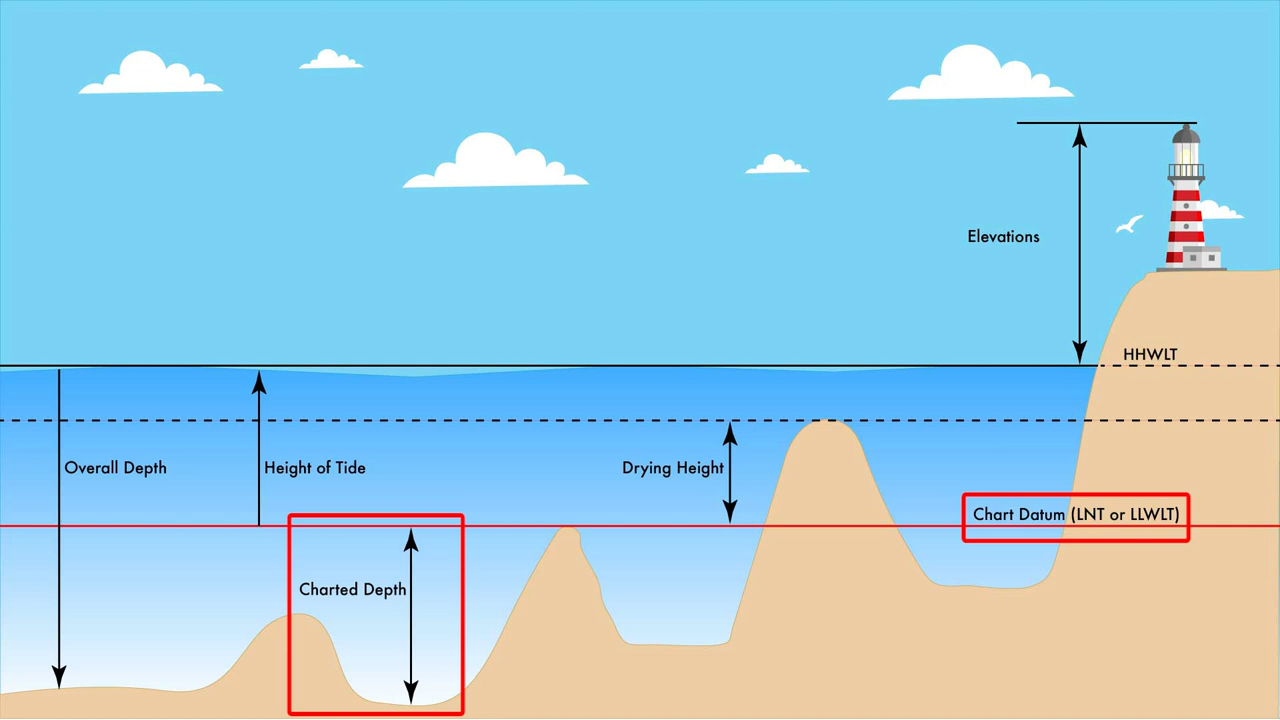 Elevations
HHWLT
Overall Depth
Height of Tide
Drying Height
Chart Datum (LNT or LLWLT)
Charted Depth